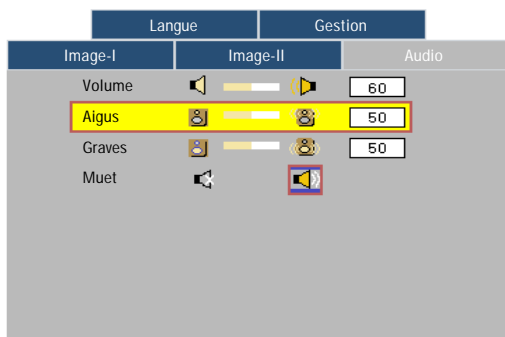 Langue Gestion
Image-I Image-II Audio
Volume 60
Aigus 50
Graves 50
Muet